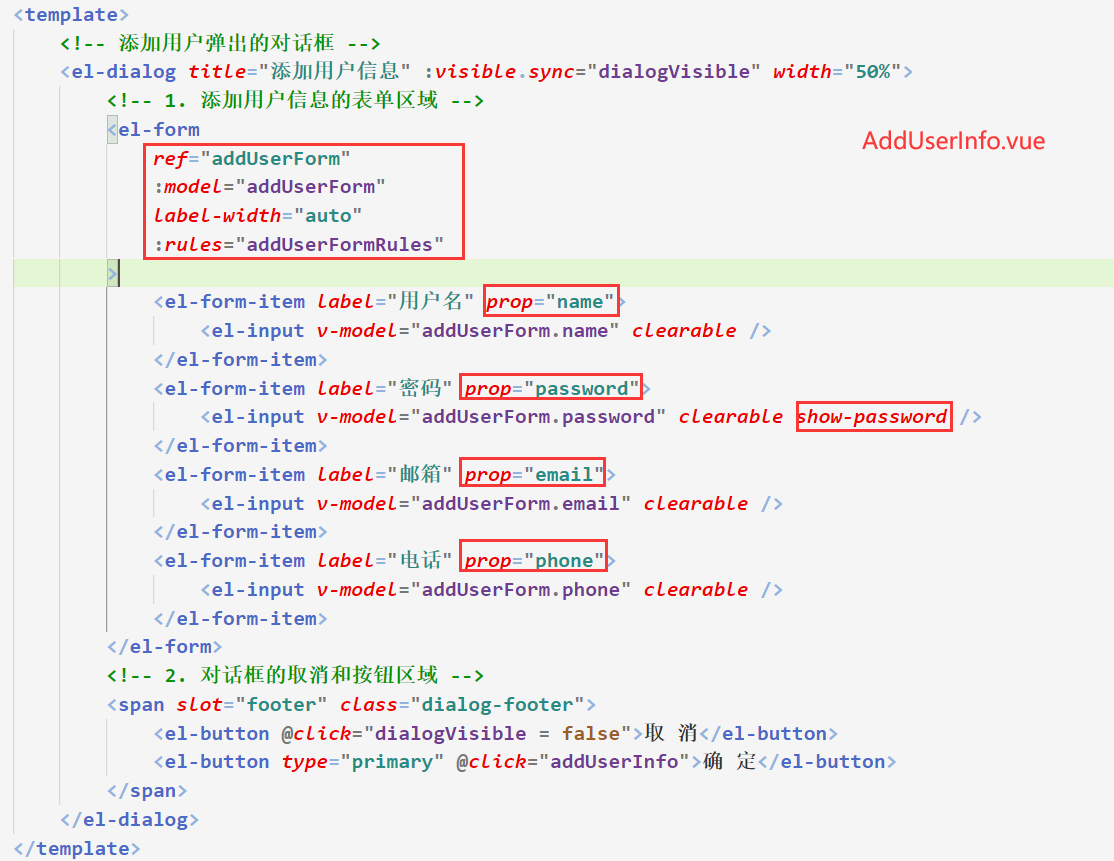 <template>
<!-- 添加用户弹出的对话框 -->
<el-dialog title="添加用户信息" :visible.sync="dialogVisible" width="50%">
<!-- 1. 添加用户信息的表单区域 -->
<el-form
AddUserInfo.vue
ref="addUserForm"
:model="addUserForm"
label-width="auto"
:rules="addUserFormRules"
>
<el-form-item label="用户名" prop="name">
<el-input v-model="addUserForm.name" clearable />
</el-form-item>
<el-form-item label="密码" prop="password">
<el-input v-model="addUserForm.password" clearable show-password />
</el-form-item>
<el-form-item label="邮箱" prop="email">
<el-input v-model="addUserForm.email" clearable />
</el-form-item>
<el-form-item label="电话" prop="phone">
<el-input v-model="addUserForm.phone" clearable />
</el-form-item>
</el-form>
<!-- 2. 对话框的取消和按钮区域 -->
<span slot="footer" class="dialog-footer">
<el-button @click="dialogVisible = false">取 消</el-button>
<el-button type="primary" @click="addUserInfo">确 定</el-button>
</span>
</el-dialog>
</template>